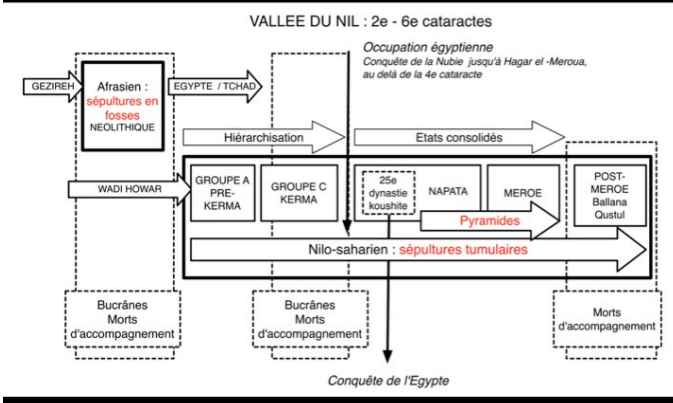 VALLEE DU NIL : 2e - 6e cataractes
Occupation égyptienne
Conquête de la Nubie jusqu'à Hagar el -Meroua,
au delà de la 4e cataracte
GEZIREH
Afrasien :
sépultures en
fosses
NEOLITHIQUE
EGYPTE / TCHAD
Hiérarchisation
Etats consolidés
WADI HOWAR
GROUPE A
PRE-
KERMA
GROUPE C
KERMA
25e
dynastie
koushite
NAPATA
MEROE
POST-
MEROE
Ballana
Qustul
Pyramides
Nilo-saharien : sépultures tumulaires
Bucrânes
Morts
d'accompagnement
Bucrânes
Morts
d'accompagnement
Morts
d'accompagnement
Conquête de l'Egypte